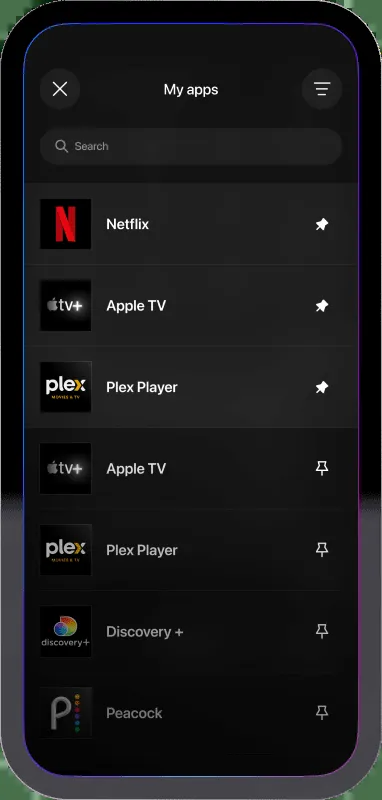 My apps
Search
N
Netflix
tv+
Apple TV
plex
MOVIES & TV
Plex Player
tv+
Apple TV
plex
MOVIES & TV
Plex Player
discovery+
Discovery +
P
Peacock